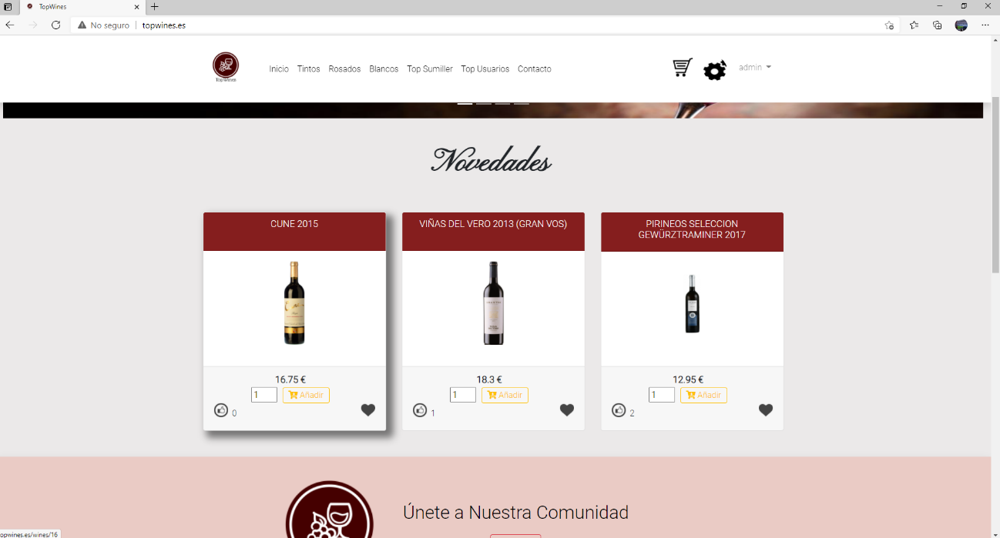 TopWines
No seguro
topwines.es
TopWines
Inicio Tintos Rosados Blancos Top Sumiller Top Usuarios Contacto
admin
Novedades
CUNE 2015
VIÑAS DEL VERO 2013 (GRAN VOS)
PIRINEOS SELECCION
GEWÜRZTRAMINER 2017
16.75 €
1 Añadir
0
18.3 €
1 Añadir
1
12.95 €
1 Añadir
2
Únete a Nuestra Comunidad
opwines.es/wines/16